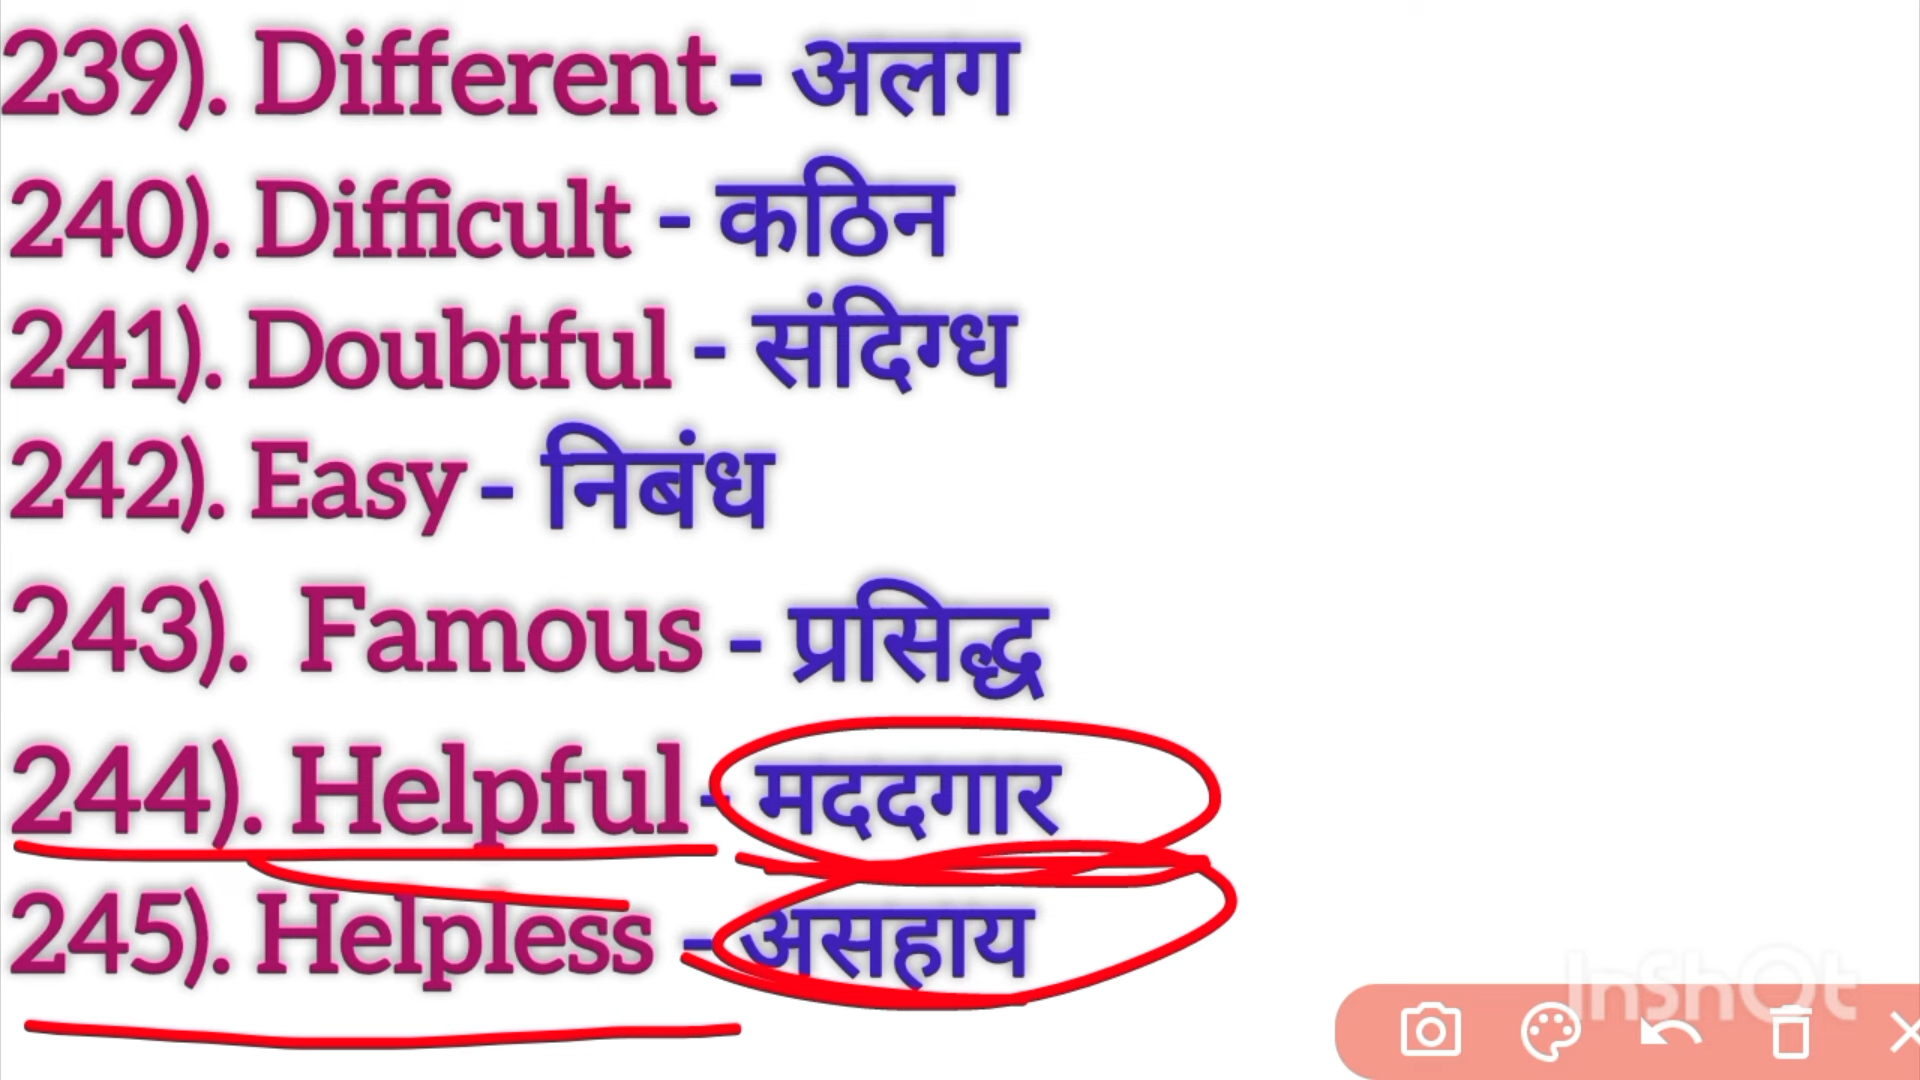 239). Different - अलग
240). Difficult - कठिन
241). Doubtful - संदिग्ध
242). Easy - निबंध
243). Famous - प्रसिद्ध
244). Helpful - मददगार
245). Helpless - असहाय
InShOt